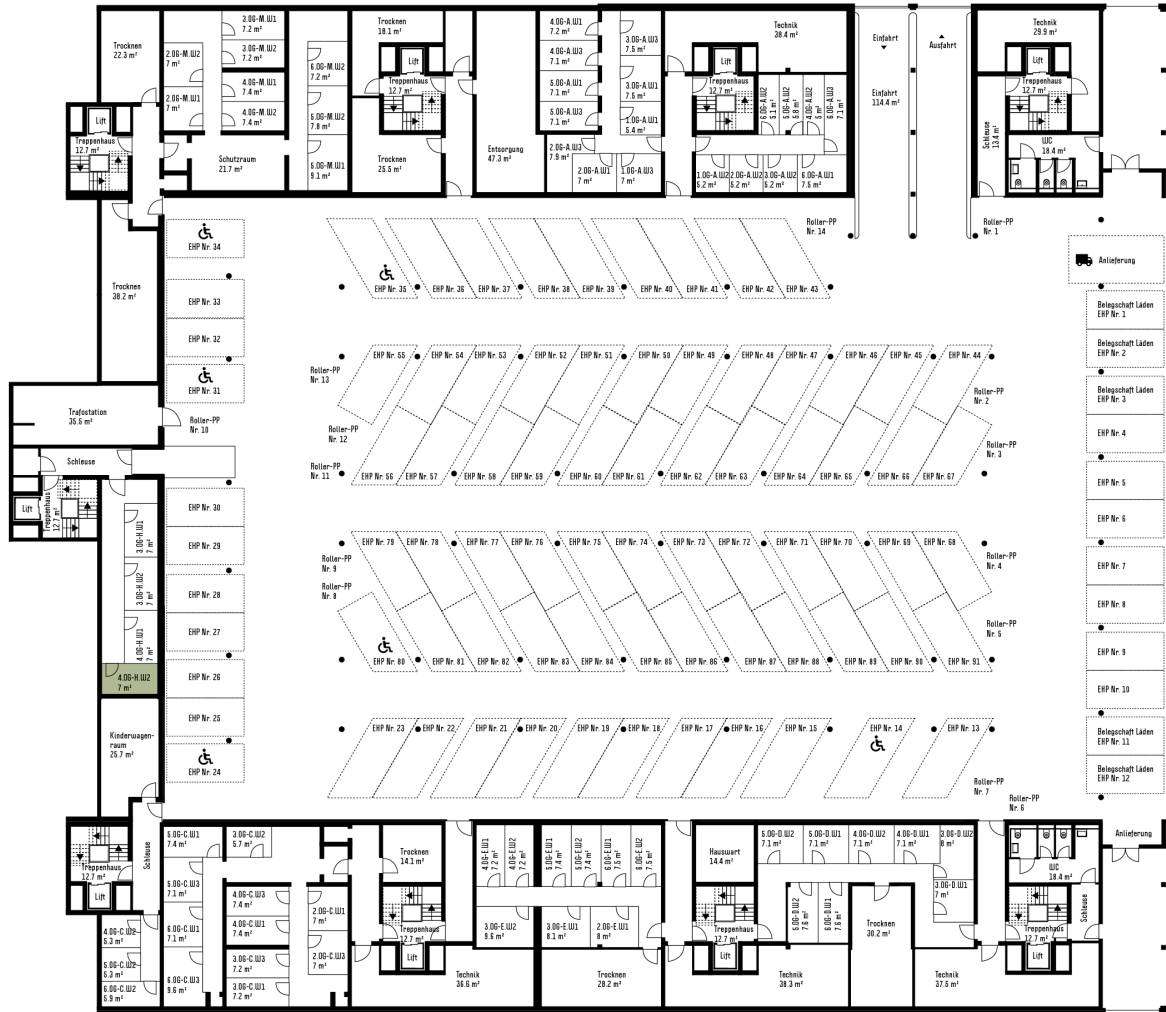 Trocknen
22.3 m²
2.OG-M.W2
7 m²
2.OG-M.W1
7 m²
3.OG-M.W1
7.2 m²
3.OG-M.W2
7.2 m²
4.OG-M.W1
7.4 m²
4.OG-M.W2
7.4 m²
6.OG-M.W2
7.2 m²
5.OG-M.W2
7.8 m²
5.OG-M.W1
9.1 m²
Schutzraum
21.7 m²
Lift
Treppenhaus
12.7 m²
Trocknen
18.1 m²
Lift
Treppenhaus
12.7 m²
Trocknen
25.5 m²
Entsorgung
47.3 m²
4.OG-A.W1
7.2 m²
4.OG-A.W3
7.1 m²
5.OG-A.W1
7.1 m²
5.OG-A.W3
7.1 m²
3.OG-A.W3
7.5 m²
3.OG-A.W1
7.5 m²
1.OG-A.W1
5.4 m²
2.OG-A.W3
7.9 m²
2.OG-A.W1
7 m²
1.OG-A.W3
7 m²
Technik
38.4 m²
Lift
Treppenhaus
12.7 m²
6.OG-A.W2
5.1 m²
5.OG-A.W2
5.8 m²
4.OG-A.W2
5 m²
6.OG-A.W3
7.1 m²
1.OG-A.W2
5.2 m²
2.OG-A.W2
5.2 m²
3.OG-A.W2
5.2 m²
6.OG-A.W1
7.5 m²
Einfahrt
Ausfahrt
Einfahrt
114.4 m²
Technik
29.9 m²
Lift
Treppenhaus
12.7 m²
Schleuse
13.4 m²
WC
18.4 m²
Roller-PP
Nr. 14
Roller-PP
Nr. 1
Anlieferung
EHP Nr. 34
EHP Nr. 33
EHP Nr. 32
EHP Nr. 31
Trocknen
38.2 m²
Trafostation
35.5 m²
Roller-PP
Nr. 10
Schleuse
Lift
Treppenhaus
12.7 m²
EHP Nr. 35
EHP Nr. 36
EHP Nr. 37
EHP Nr. 38
EHP Nr. 39
EHP Nr. 40
EHP Nr. 41
EHP Nr. 42
EHP Nr. 43
Belegschaft Läden
EHP Nr. 1
Belegschaft Läden
EHP Nr. 2
Belegschaft Läden
EHP Nr. 3
EHP Nr. 4
EHP Nr. 5
EHP Nr. 6
EHP Nr. 7
EHP Nr. 8
EHP Nr. 9
EHP Nr. 10
Belegschaft Läden
EHP Nr. 11
Belegschaft Läden
EHP Nr. 12
EHP Nr. 55
EHP Nr. 54
EHP Nr. 53
EHP Nr. 52
EHP Nr. 51
EHP Nr. 50
EHP Nr. 49
EHP Nr. 48
EHP Nr. 47
EHP Nr. 46
EHP Nr. 45
EHP Nr. 44
Roller-PP
Nr. 13
Roller-PP
Nr. 2
Roller-PP
Nr. 12
Roller-PP
Nr. 3
Roller-PP
Nr. 11
EHP Nr. 56
EHP Nr. 57
EHP Nr. 58
EHP Nr. 59
EHP Nr. 60
EHP Nr. 61
EHP Nr. 62
EHP Nr. 63
EHP Nr. 64
EHP Nr. 65
EHP Nr. 66
EHP Nr. 67
3.OG-H.W1
7 m²
3.OG-H.W2
7 m²
4.OG-H.W1
7 m²
4.OG-H.W2
7 m²
EHP Nr. 30
EHP Nr. 29
EHP Nr. 28
EHP Nr. 27
EHP Nr. 26
EHP Nr. 25
EHP Nr. 24
EHP Nr. 79
EHP Nr. 78
EHP Nr. 77
EHP Nr. 76
EHP Nr. 75
EHP Nr. 74
EHP Nr. 73
EHP Nr. 72
EHP Nr. 71
EHP Nr. 70
EHP Nr. 69
EHP Nr. 68
Roller-PP
Nr. 9
Roller-PP
Nr. 4
Roller-PP
Nr. 8
Roller-PP
Nr. 5
EHP Nr. 80
EHP Nr. 81
EHP Nr. 82
EHP Nr. 83
EHP Nr. 84
EHP Nr. 85
EHP Nr. 86
EHP Nr. 87
EHP Nr. 88
EHP Nr. 89
EHP Nr. 90
EHP Nr. 91
Kinderwagen-
raum
25.7 m²
EHP Nr. 23
EHP Nr. 22
EHP Nr. 21
EHP Nr. 20
EHP Nr. 19
EHP Nr. 18
EHP Nr. 17
EHP Nr. 16
EHP Nr. 15
EHP Nr. 14
EHP Nr. 13
Roller-PP
Nr. 7
Roller-PP
Nr. 6
Treppenhaus
12.7 m²
Lift
Schleuse
4.OG-C.W2
5.3 m²
5.OG-C.W2
5.3 m²
6.OG-C.W2
5.9 m²
5.OG-C.W1
7.4 m²
5.OG-C.W3
7.1 m²
6.OG-C.W1
7.1 m²
6.OG-C.W3
9.6 m²
3.OG-C.W2
5.7 m²
4.OG-C.W3
7.4 m²
4.OG-C.W1
7.4 m²
3.OG-C.W3
7.2 m²
3.OG-C.W1
7.2 m²
2.OG-C.W1
7 m²
2.OG-C.W3
7 m²
Trocknen
14.1 m²
Treppenhaus
12.7 m²
Lift
Technik
36.6 m²
4.OG-E.W1
7.2 m²
4.OG-E.W2
7.2 m²
5.OG-E.W1
7.4 m²
5.OG-E.W2
7.4 m²
6.OG-E.W1
7.5 m²
6.OG-E.W2
7.5 m²
3.OG-E.W2
9.6 m²
3.OG-E.W1
8.1 m²
2.OG-E.W1
8 m²
Trocknen
28.2 m²
Hauswart
14.4 m²
Treppenhaus
12.7 m²
Lift
Technik
38.3 m²
5.OG-D.W2
7.1 m²
5.OG-D.W1
7.1 m²
4.OG-D.W2
7.1 m²
4.OG-D.W1
7.1 m²
3.OG-D.W2
8 m²
3.OG-D.W1
7 m²
6.OG-D.W2
7.6 m²
6.OG-D.W1
7.6 m²
Trocknen
30.2 m²
Technik
37.5 m²
WC
18.4 m²
Schleuse
Treppenhaus
12.7 m²
Lift
Anlieferung